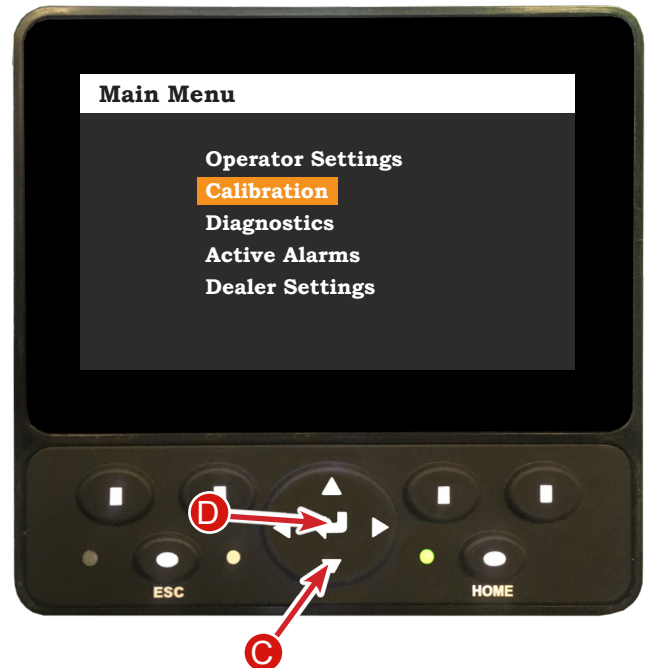 Main Menu
Operator Settings
Calibration
Diagnostics
Active Alarms
Dealer Settings
D
ESC
HOME
C